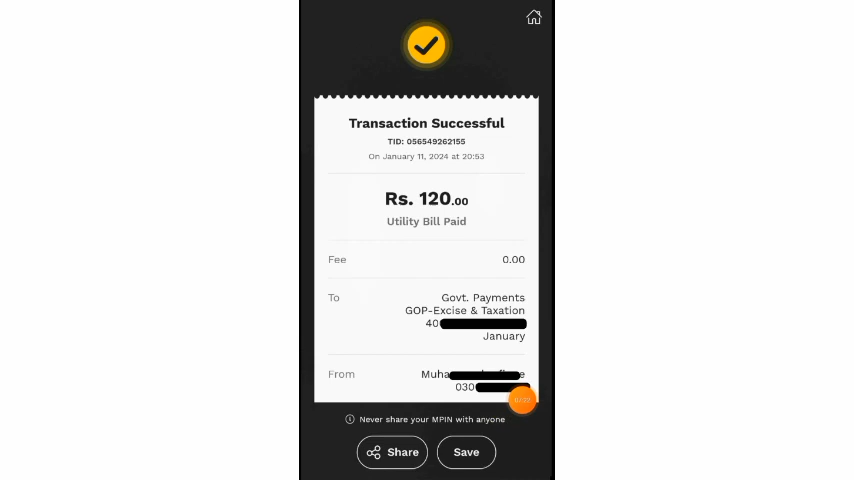 Transaction Successful
TID: 056549262155
On January 11, 2024 at 20:53
Rs. 120.00
Utility Bill Paid
Fee 0.00
To Govt. Payments
GOP-Excise & Taxation
40
January
From Muha
030
Never share your MPIN with anyone
Share Save